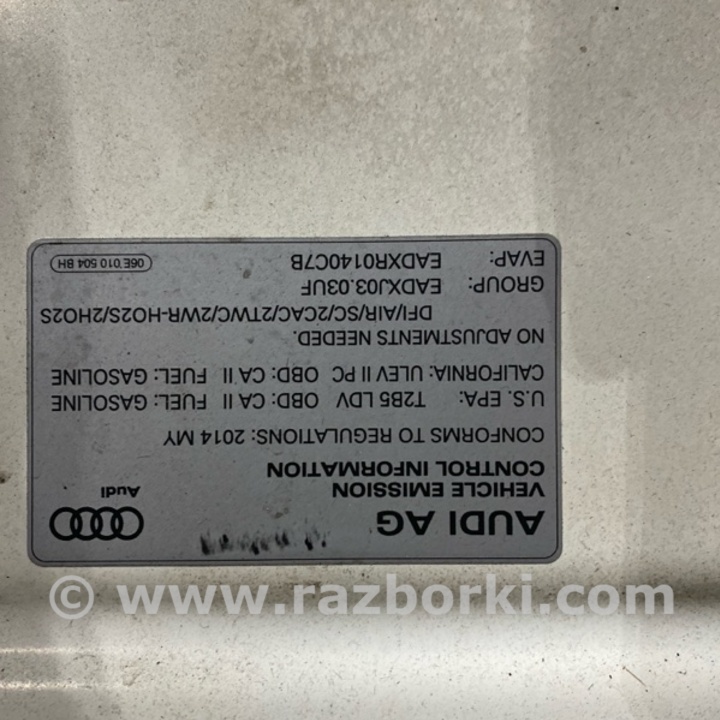 AUDI AG
VEHICLE EMISSION
CONTROL INFORMATION
Audi
CONFORMS TO REGULATIONS: 2014 MY
U.S. EPA: T2B5 LDV OBD: CA II FUEL: GASOLINE
CALIFORNIA: ULEV II PC OBD: CA II FUEL: GASOLINE
NO ADJUSTMENTS NEEDED.
DFI/AIR/SC/2CAC/2TWC/2WR-HO2S/2HO2S
GROUP: EADXJ03.03UF
EVAP: EADXR0140C7B
06E 010 504 BH
© www.razborki.com